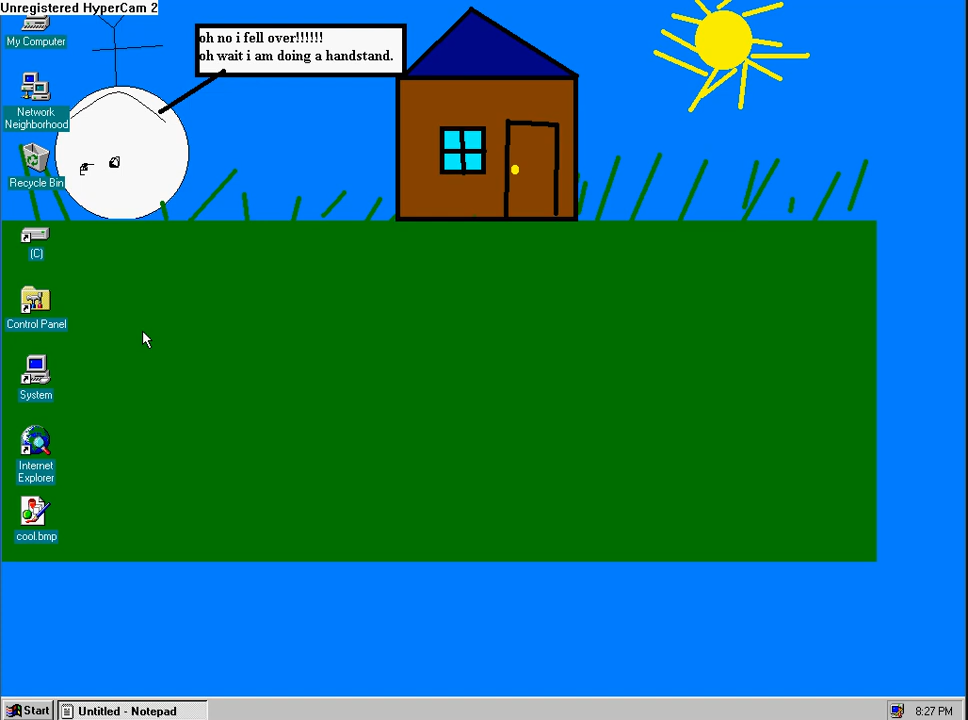 Unregistered HyperCam 2
My Computer
oh no i fell over!!!!!!
oh wait i am doing a handstand.
Network
Neighborhood
Recycle Bin
(C)
Control Panel
System
Internet
Explorer
cool.bmp
Start
Untitled - Notepad
8:27 PM